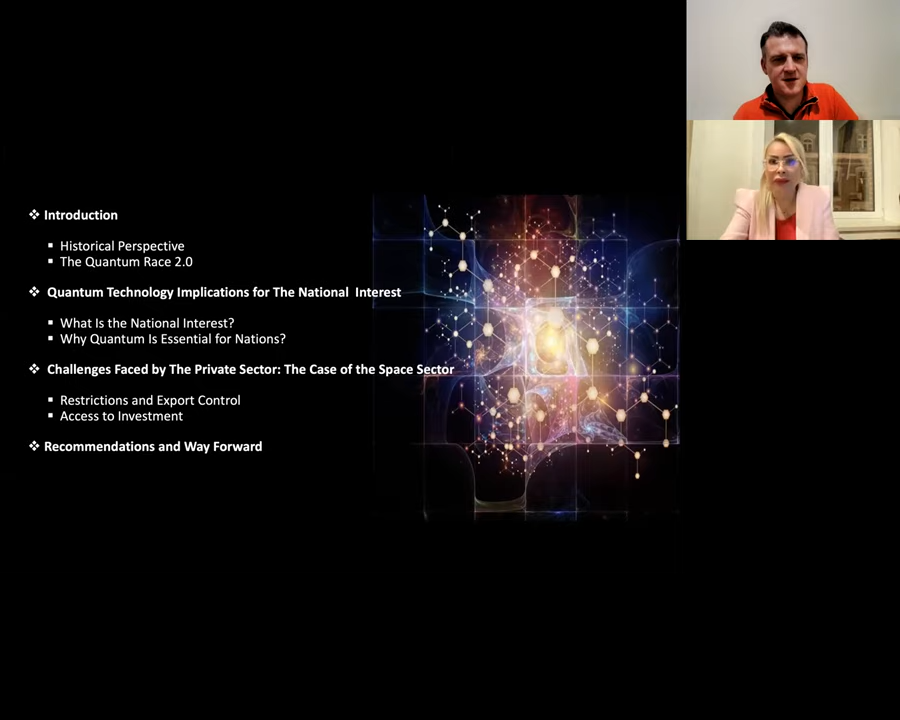 ❖ Introduction
▪ Historical Perspective
▪ The Quantum Race 2.0
❖ Quantum Technology Implications for The National Interest
▪ What Is the National Interest?
▪ Why Quantum Is Essential for Nations?
❖ Challenges Faced by The Private Sector: The Case of the Space Sector
▪ Restrictions and Export Control
▪ Access to Investment
❖ Recommendations and Way Forward